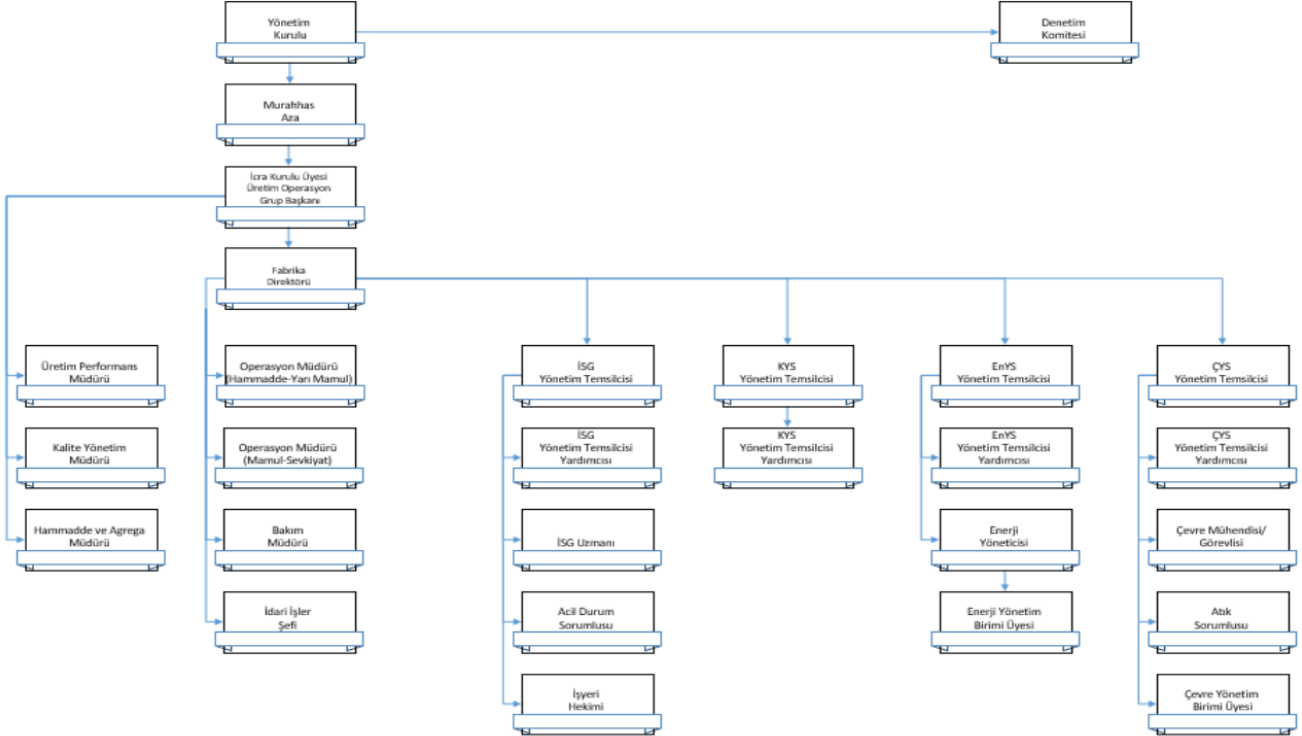 Yönetim
Kurulu
Denetim
Komitesi
Murahhas
Aza
İcra Kurulu Üyesi
Üretim Operasyon
Grup Başkanı
Fabrika
Direktörü
Üretim Performans
Müdürü
Operasyon Müdürü
(Hammadde-Yarı Mamul)
İSG
Yönetim Temsilcisi
KYS
Yönetim Temsilcisi
EnYS
Yönetim Temsilcisi
ÇYS
Yönetim Temsilcisi
Kalite Yönetim
Müdürü
Operasyon Müdürü
(Mamul-Sevkiyat)
İSG
Yönetim Temsilcisi
Yardımcısı
KYS
Yönetim Temsilcisi
Yardımcısı
EnYS
Yönetim Temsilcisi
Yardımcısı
ÇYS
Yönetim Temsilcisi
Yardımcısı
Hammadde ve Agrega
Müdürü
Bakım
Müdürü
İSG Uzmanı
Enerji
Yöneticisi
Çevre Mühendisi/
Görevlisi
İdari İşler
Şefi
Acil Durum
Sorumlusu
Enerji Yönetim
Birimi Üyesi
Atık
Sorumlusu
İşyeri
Hekimi
Çevre Yönetim
Birimi Üyesi